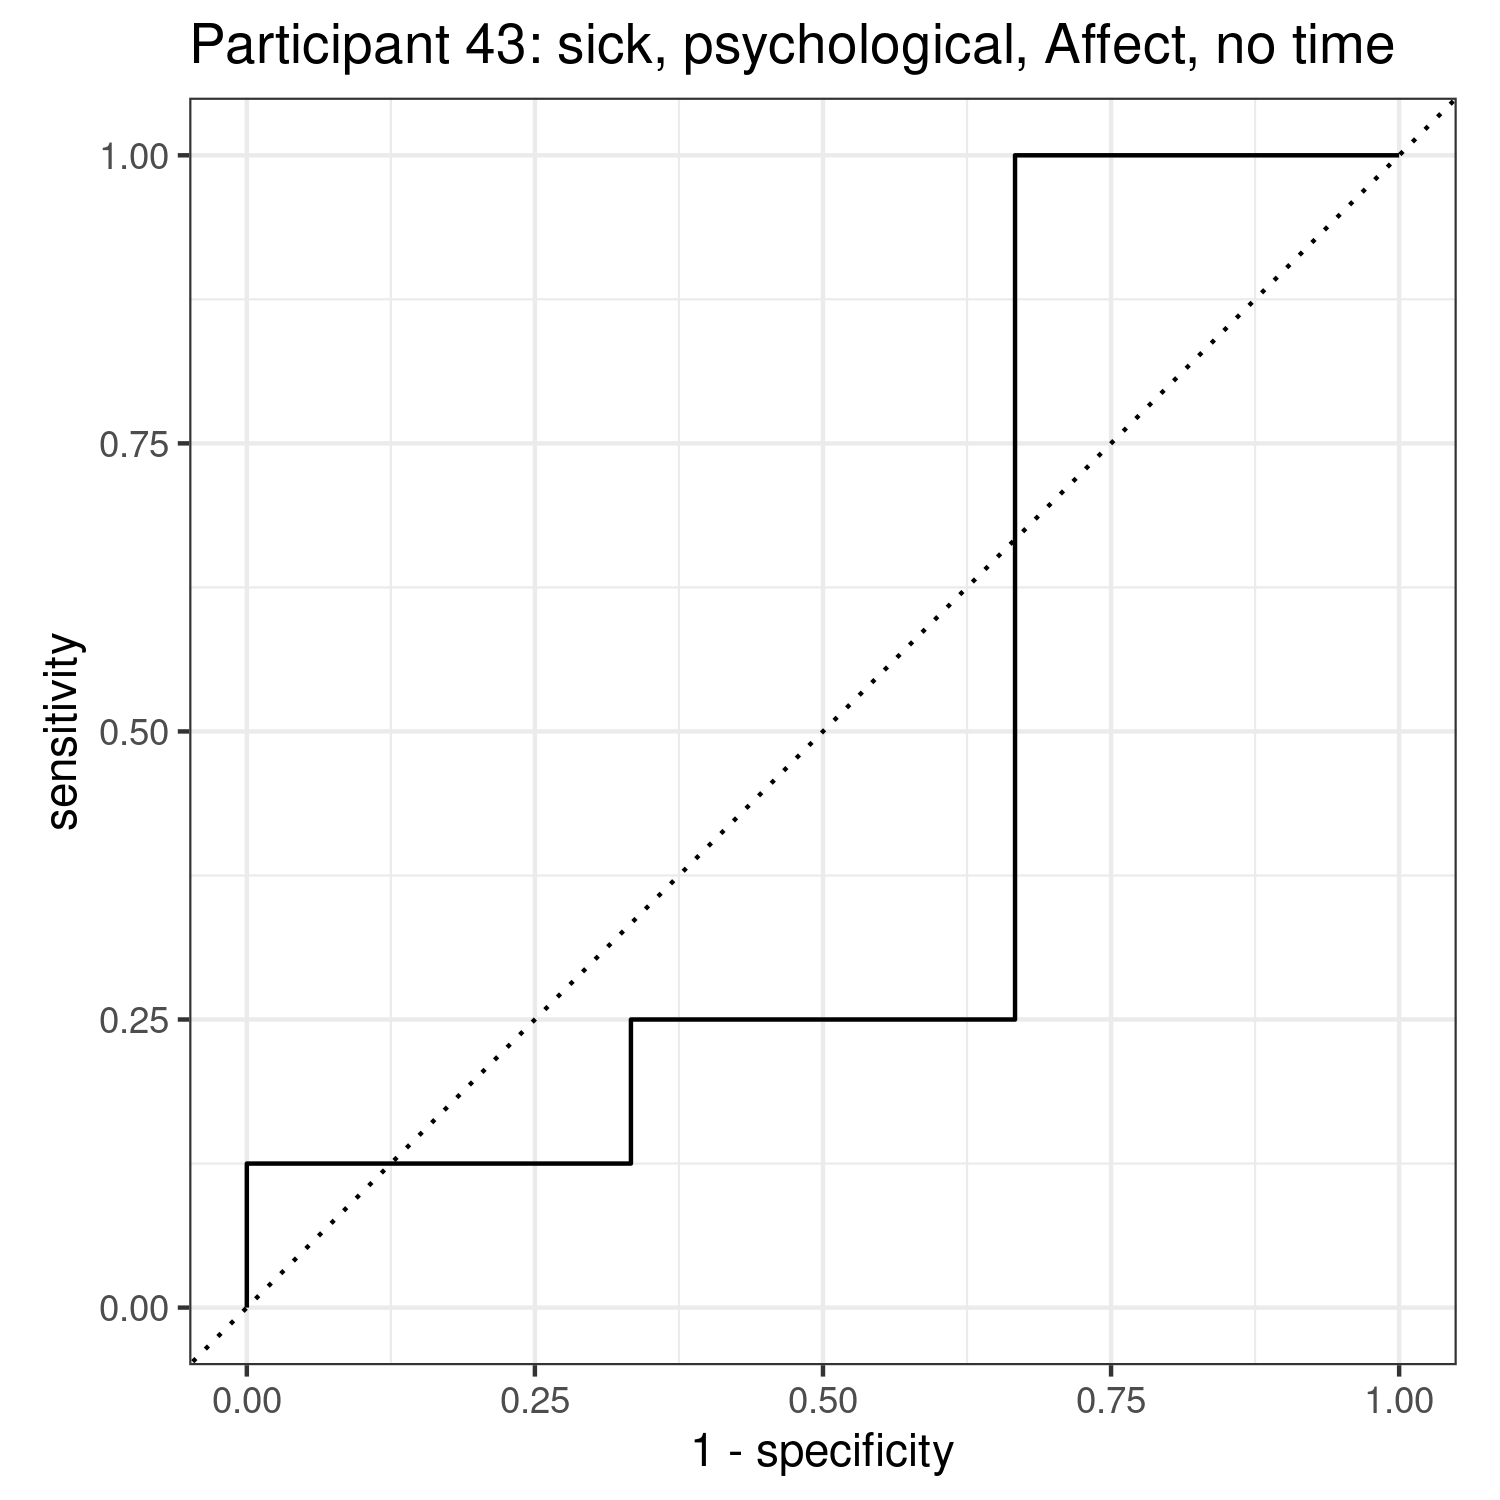 Participant 43: sick, psychological, Affect, no time
1.00
0.75
0.50
0.25
0.00
sensitivity
0.00 0.25 0.50 0.75 1.00
1 - specificity